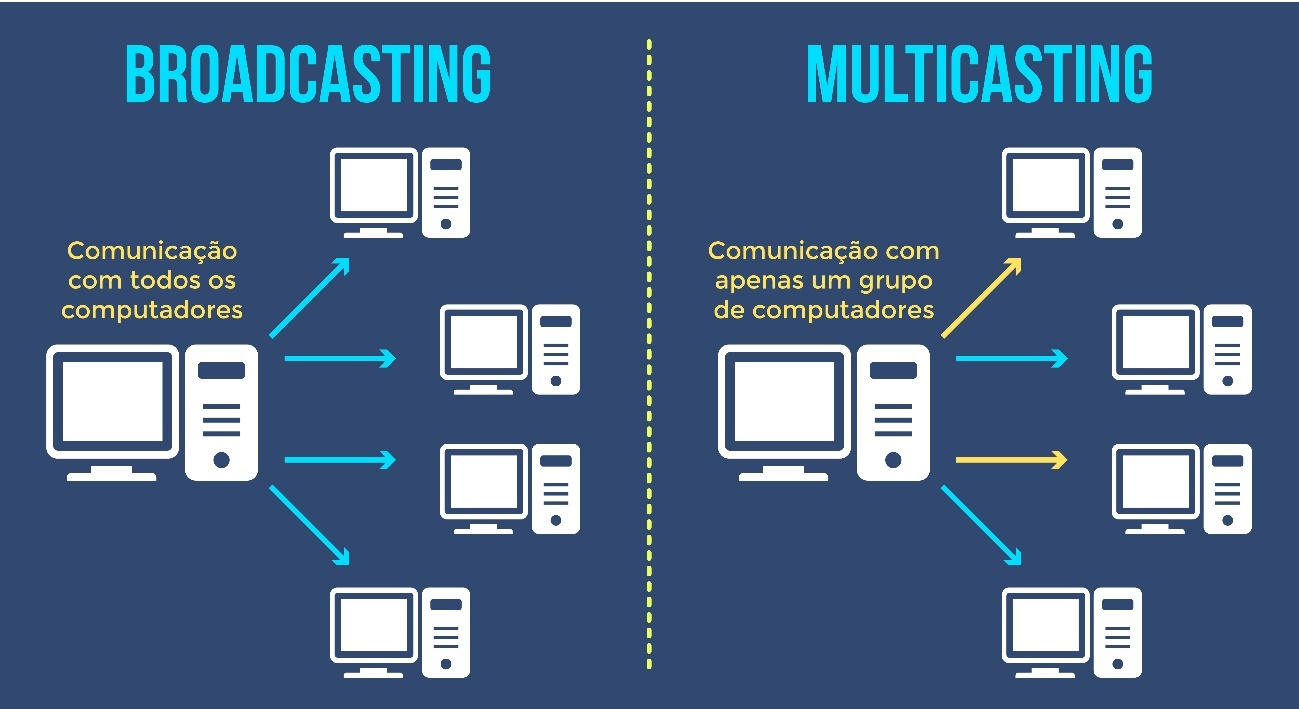 BROADCASTING
Comunicação
com todos os
computadores
MULTICASTING
Comunicação com
apenas um grupo
de computadores